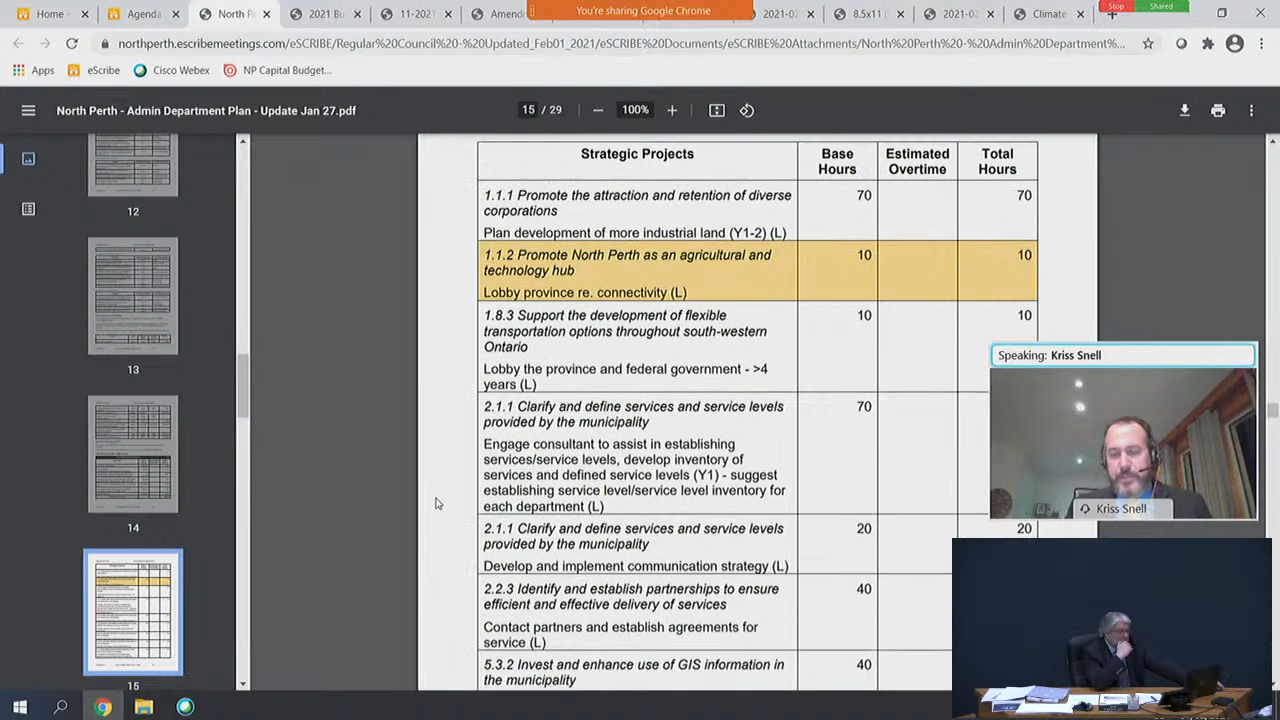 Home -
Agenda
North P
2021 Bu
11-2021
Amend
You're sharing Google Chrome
2021-02
8.5x11 (
2021-02
Climate
Stop
Shared
northperth.escribemeetings.com/eSCRIBE/Regular%20Council%20-%20Updated_Feb01_2021/eSCRIBE%20Documents/eSCRIBE%20Attachments/North%20Perth%20-%20Admin%20Department%...
Apps
eScribe
Cisco Webex
NP Capital Budget...
North Perth - Admin Department Plan - Update Jan 27.pdf
15 / 29
100%
12
13
14
15
Strategic Projects
Base Hours
Estimated Overtime
Total Hours
1.1.1 Promote the attraction and retention of diverse
70
70
corporations
Plan development of more industrial land (Y1-2) (L)
1.1.2 Promote North Perth as an agricultural and
10
10
technology hub
Lobby province re. connectivity (L)
1.8.3 Support the development of flexible
10
10
transportation options throughout south-western
Ontario
Lobby the province and federal government - >4
years (L)
2.1.1 Clarify and define services and service levels
70
provided by the municipality
Engage consultant to assist in establishing
services/service levels, develop inventory of
services and defined service levels (Y1) - suggest
establishing service level/service level inventory for
each department (L)
2.1.1 Clarify and define services and service levels
20
20
provided by the municipality
Develop and implement communication strategy (L)
2.2.3 Identify and establish partnerships to ensure
40
efficient and effective delivery of services
Contact partners and establish agreements for
service (L)
5.3.2 Invest and enhance use of GIS information in
40
the municipality
Speaking: Kriss Snell
Kriss Snell